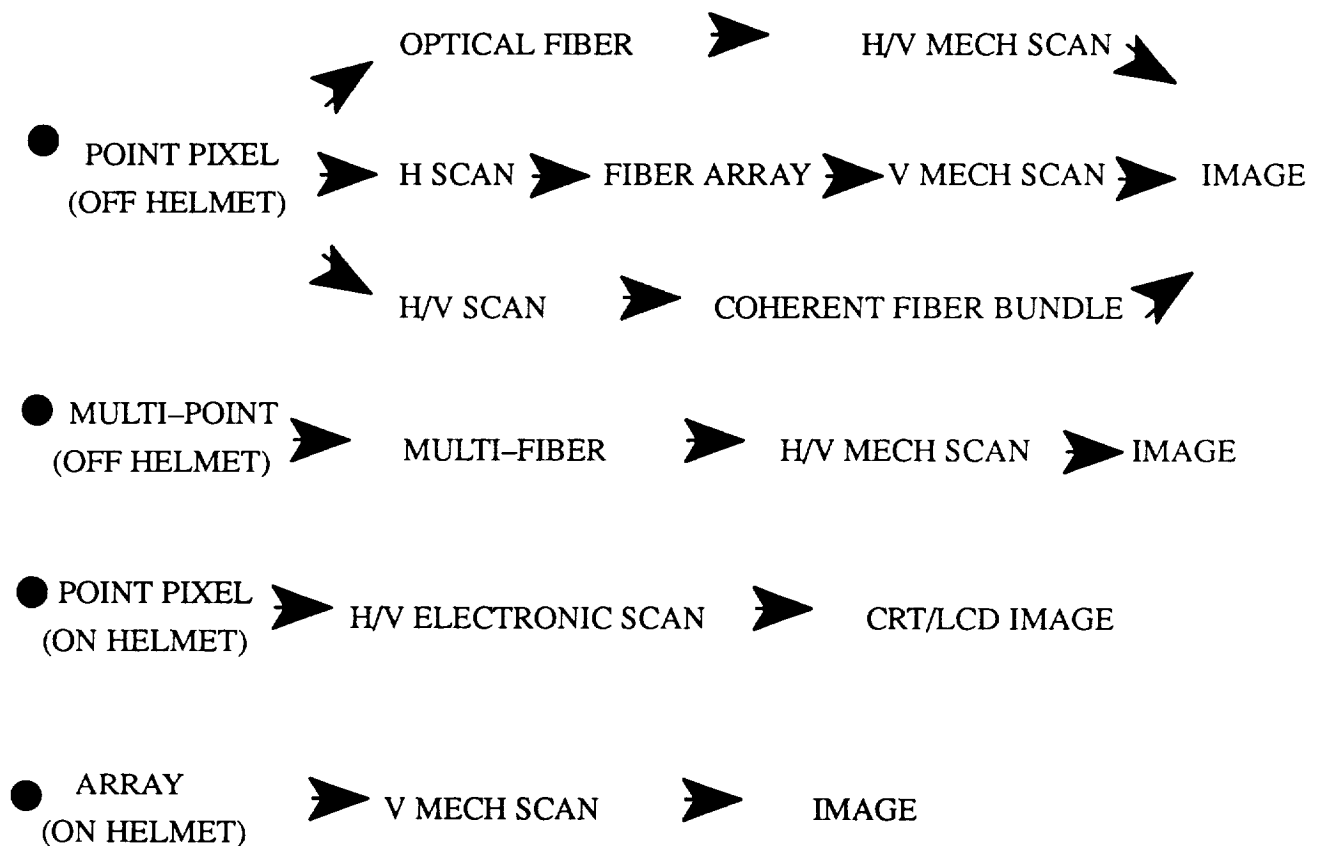 OPTICAL FIBER H/V MECH SCAN
POINT PIXEL
(OFF HELMET)
H SCAN FIBER ARRAY V MECH SCAN IMAGE
H/V SCAN COHERENT FIBER BUNDLE
MULTI–POINT
(OFF HELMET)
MULTI–FIBER H/V MECH SCAN IMAGE
POINT PIXEL
(ON HELMET)
H/V ELECTRONIC SCAN CRT/LCD IMAGE
ARRAY
(ON HELMET)
V MECH SCAN IMAGE